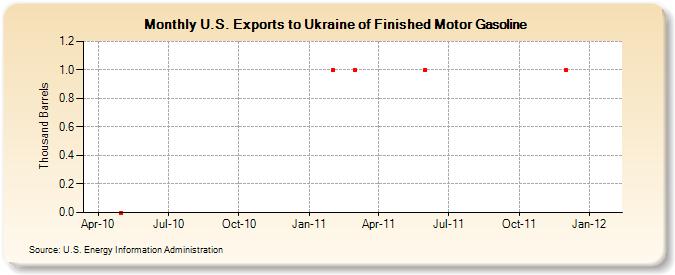 Monthly U.S. Exports to Ukraine of Finished Motor Gasoline
Thousand Barrels
1.2
1.0
0.8
0.6
0.4
0.2
0.0
Apr-10 Jul-10 Oct-10 Jan-11 Apr-11 Jul-11 Oct-11 Jan-12
Source: U.S. Energy Information Administration